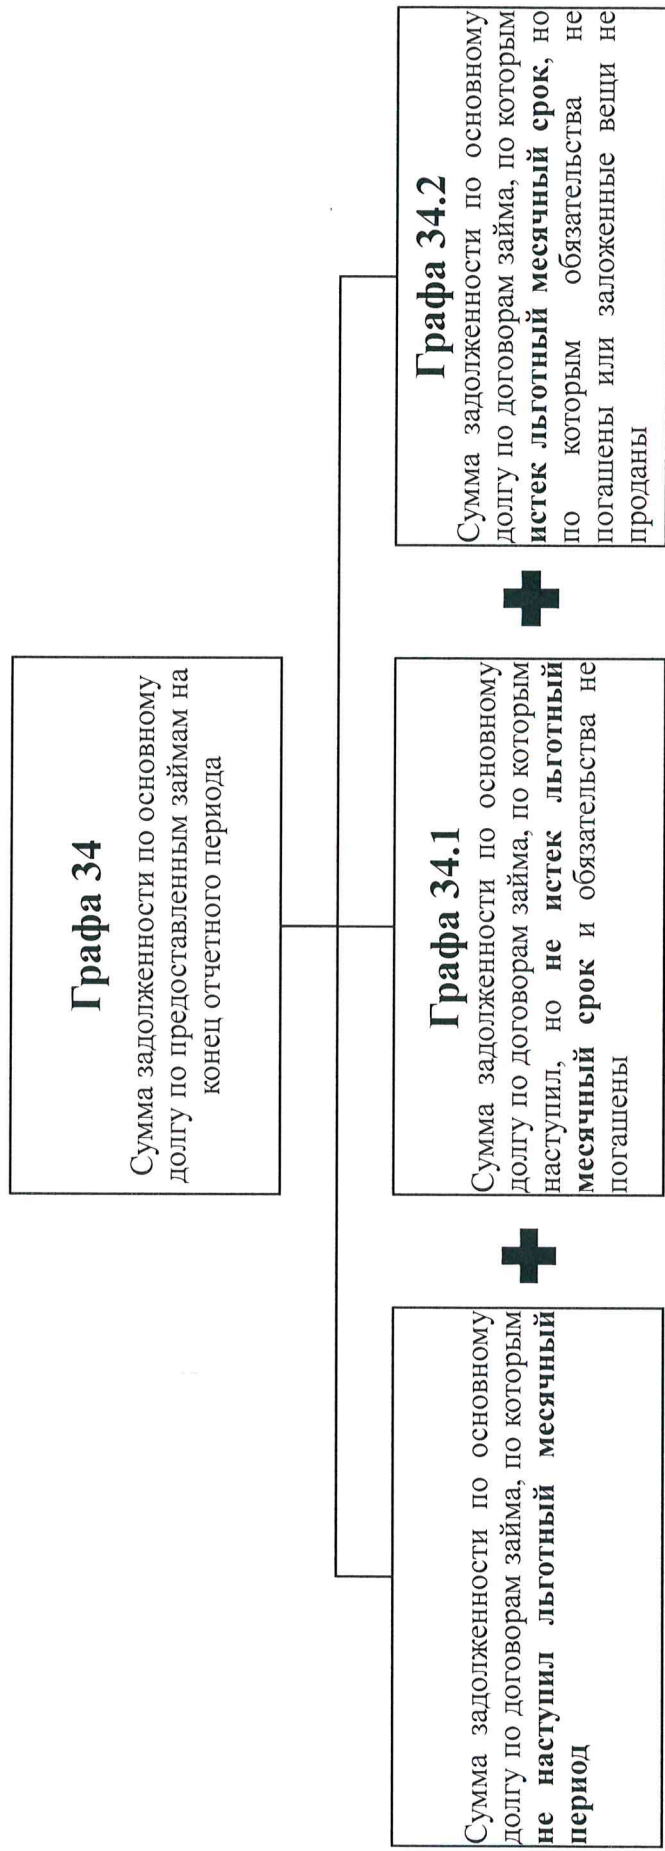 Графа 34
Сумма задолженности по основному
долгу по предоставленным займам на
конец отчетного периода
Сумма задолженности по основному
долгу по договорам займа, по которым
не наступил льготный месячный
период
Графа 34.1
Сумма задолженности по основному
долгу по договорам займа, по которым
наступил, но не истек льготный
месячный срок и обязательства не
погашены
Графа 34.2
Сумма задолженности по основному
долгу по договорам займа, по которым
истек льготный месячный срок, но
по которым обязательства не
погашены или заложенные вещи не
проданы